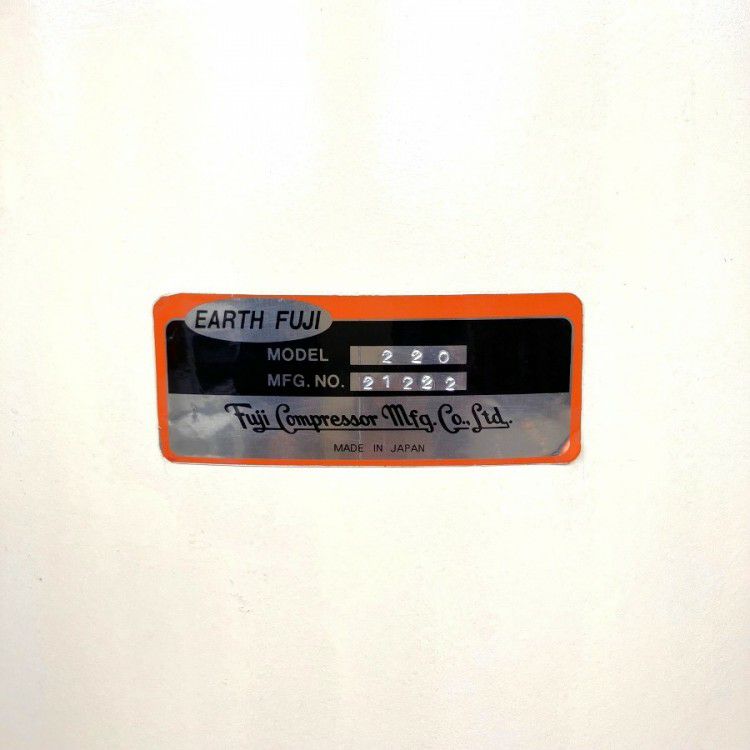 EARTH FUJI
MODEL 220
MFG. NO. 21222
Fuji Compressor Mfg. Co., Ltd.
MADE IN JAPAN